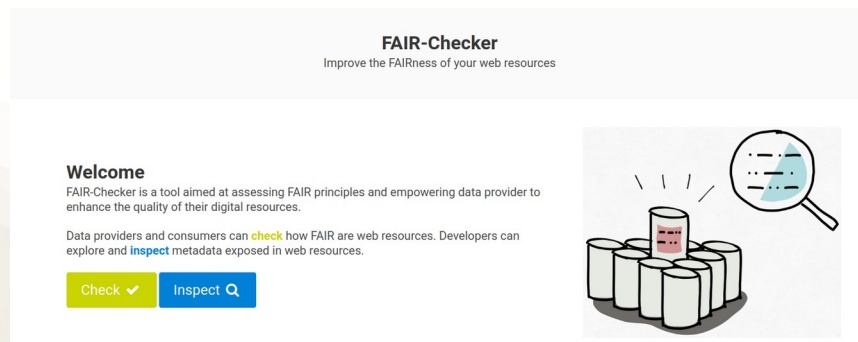 FAIR-Checker
Improve the FAIRness of your web resources
Welcome
FAIR-Checker is a tool aimed at assessing FAIR principles and empowering data provider to
enhance the quality of their digital resources.
Data providers and consumers can check how FAIR are web resources. Developers can
explore and inspect metadata exposed in web resources.
Check
Inspect